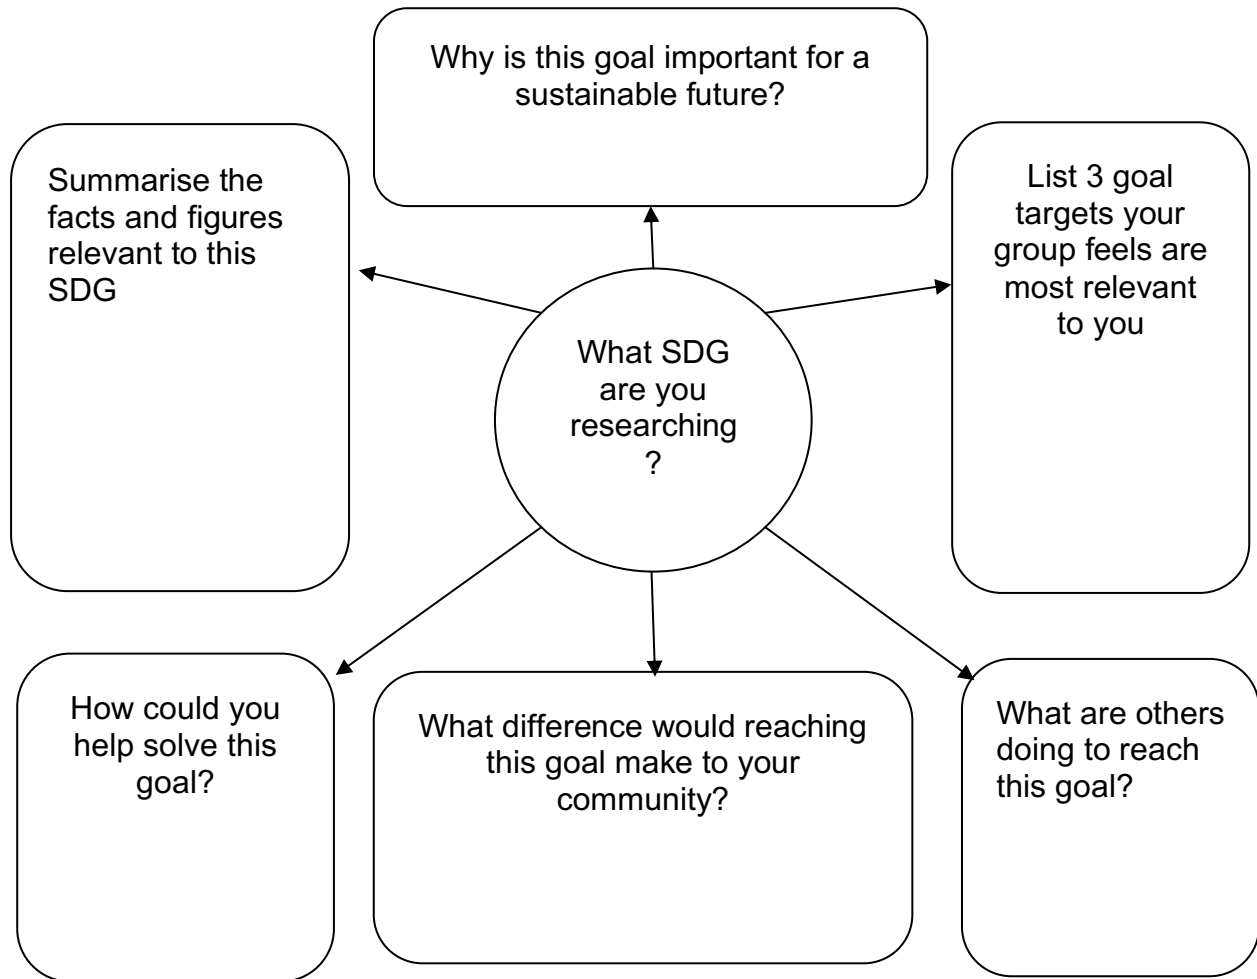 Why is this goal important for a
sustainable future?
Summarise the
facts and figures
relevant to this
SDG
List 3 goal
targets your
group feels are
most relevant
to you
What SDG
are you
researching
?
How could you
help solve this
goal?
What difference would reaching
this goal make to your
community?
What are others
doing to reach
this goal?